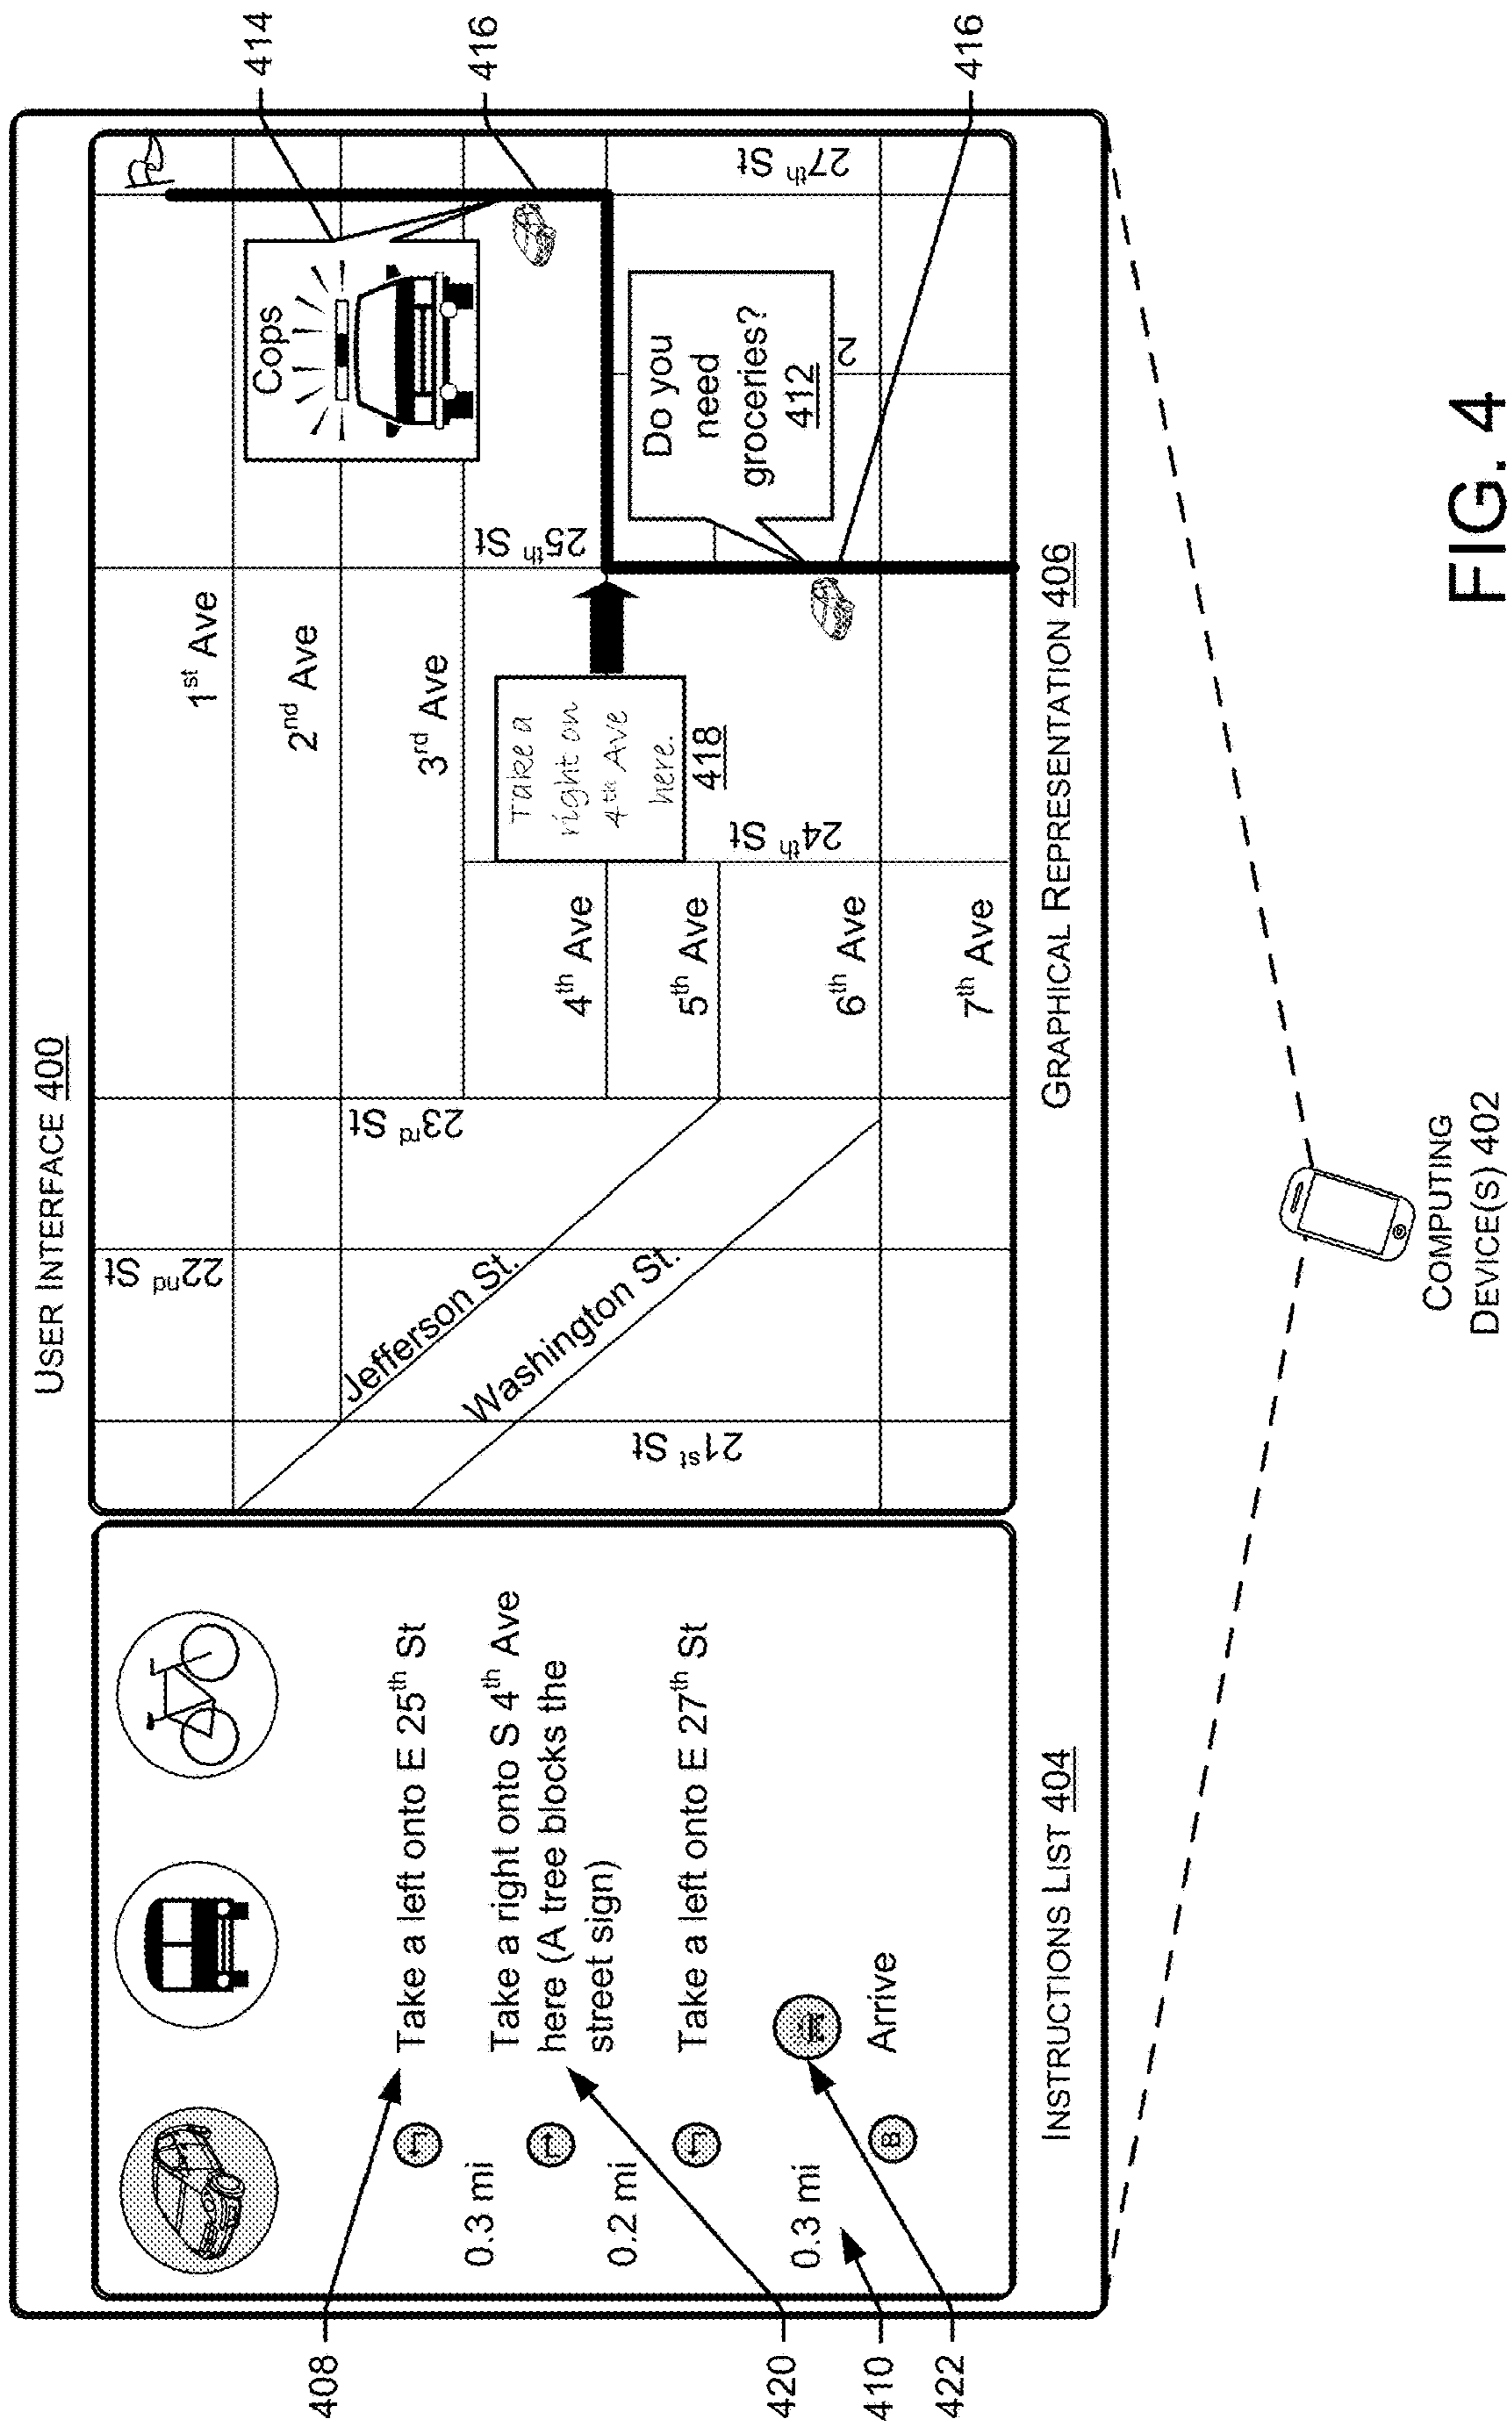 USER INTERFACE 400
Take a left onto E 25th St
0.3 mi
Take a right onto S 4th Ave
here (A tree blocks the
street sign)
0.2 mi
Take a left onto E 27th St
0.3 mi
B
Arrive
INSTRUCTIONS LIST 404
408
420
410
422
21st St
22nd St
23rd St
24th St
25th St
27th St
2
Jefferson St.
Washington St.
1st Ave
2nd Ave
3rd Ave
4th Ave
5th Ave
6th Ave
7th Ave
Take a
right on
4th Ave
here.
418
Cops
Do you
need
groceries?
412
414
416
416
GRAPHICAL REPRESENTATION 406
COMPUTING
DEVICE(S) 402
FIG. 4